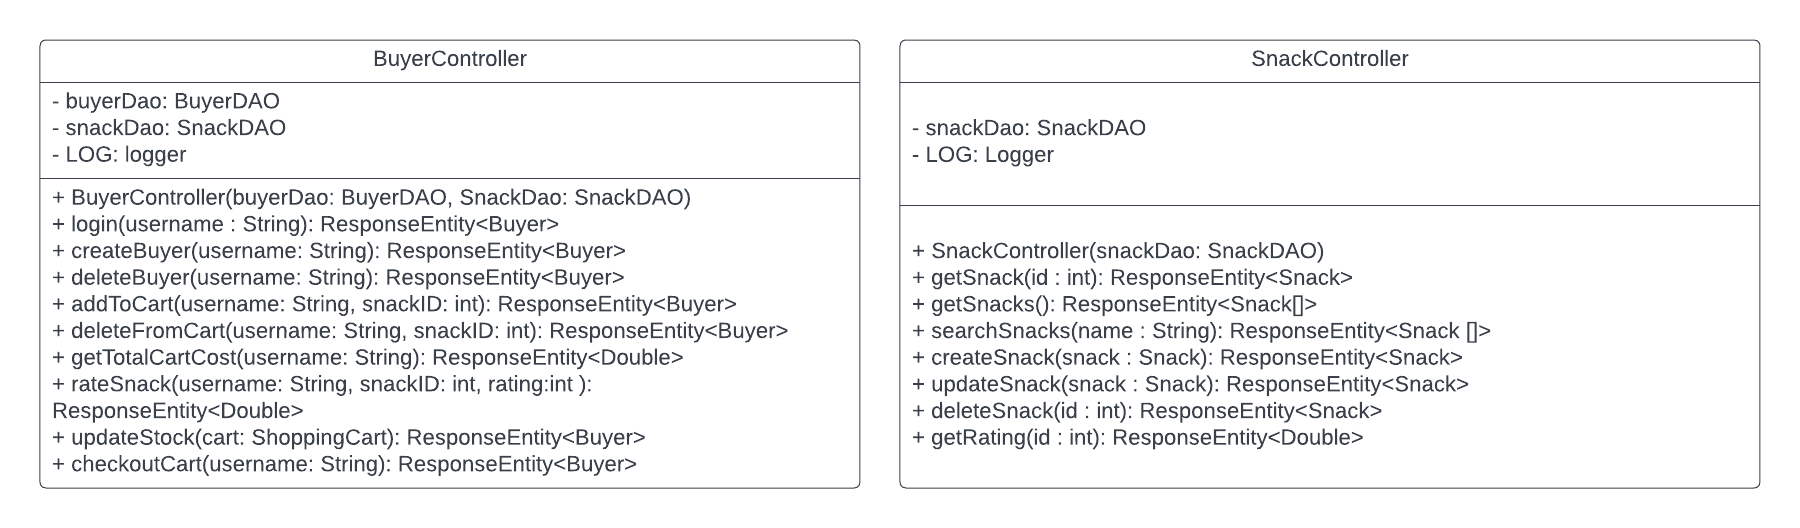 BuyerController
- buyerDao: BuyerDAO
- snackDao: SnackDAO
- LOG: logger
+ BuyerController(buyerDao: BuyerDAO, SnackDao: SnackDAO)
+ login(username : String): ResponseEntity<Buyer>
+ createBuyer(username: String): ResponseEntity<Buyer>
+ deleteBuyer(username: String): ResponseEntity<Buyer>
+ addToCart(username: String, snackID: int): ResponseEntity<Buyer>
+ deleteFromCart(username: String, snackID: int): ResponseEntity<Buyer>
+ getTotalCartCost(username: String): ResponseEntity<Double>
+ rateSnack(username: String, snackID: int, rating:int ):
ResponseEntity<Double>
+ updateStock(cart: ShoppingCart): ResponseEntity<Buyer>
+ checkoutCart(username: String): ResponseEntity<Buyer>
SnackController
- snackDao: SnackDAO
- LOG: Logger
+ SnackController(snackDao: SnackDAO)
+ getSnack(id : int): ResponseEntity<Snack>
+ getSnacks(): ResponseEntity<Snack[]>
+ searchSnacks(name : String): ResponseEntity<Snack []>
+ createSnack(snack : Snack): ResponseEntity<Snack>
+ updateSnack(snack : Snack): ResponseEntity<Snack>
+ deleteSnack(id : int): ResponseEntity<Snack>
+ getRating(id : int): ResponseEntity<Double>